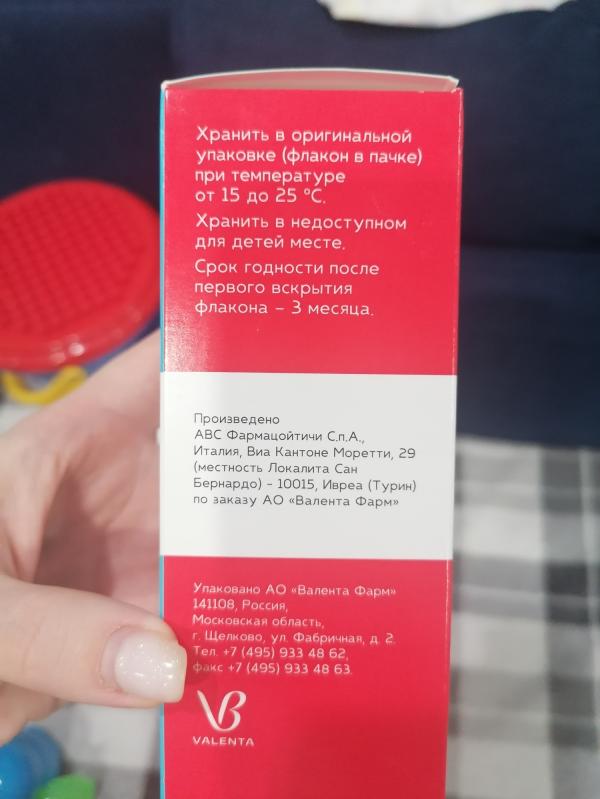 Хранить в оригинальной
упаковке (флакон в пачке)
при температуре
от 15 до 25 °C.
Хранить в недоступном
для детей месте.
Срок годности после
первого вскрытия
флакона – 3 месяца.
Произведено
АВС Фармацойтичи С.п.А.,
Италия, Виа Кантоне Моретти, 29
(местность Локалита Сан
Бернардо) - 10015, Ивреа (Турин)
по заказу АО «Валента Фарм»
Упаковано АО «Валента Фарм»
141108, Россия,
Московская область,
г. Щелково, ул. Фабричная, д. 2.
Тел. +7 (495) 933 48 62,
факс +7 (495) 933 48 63.
VALENTA